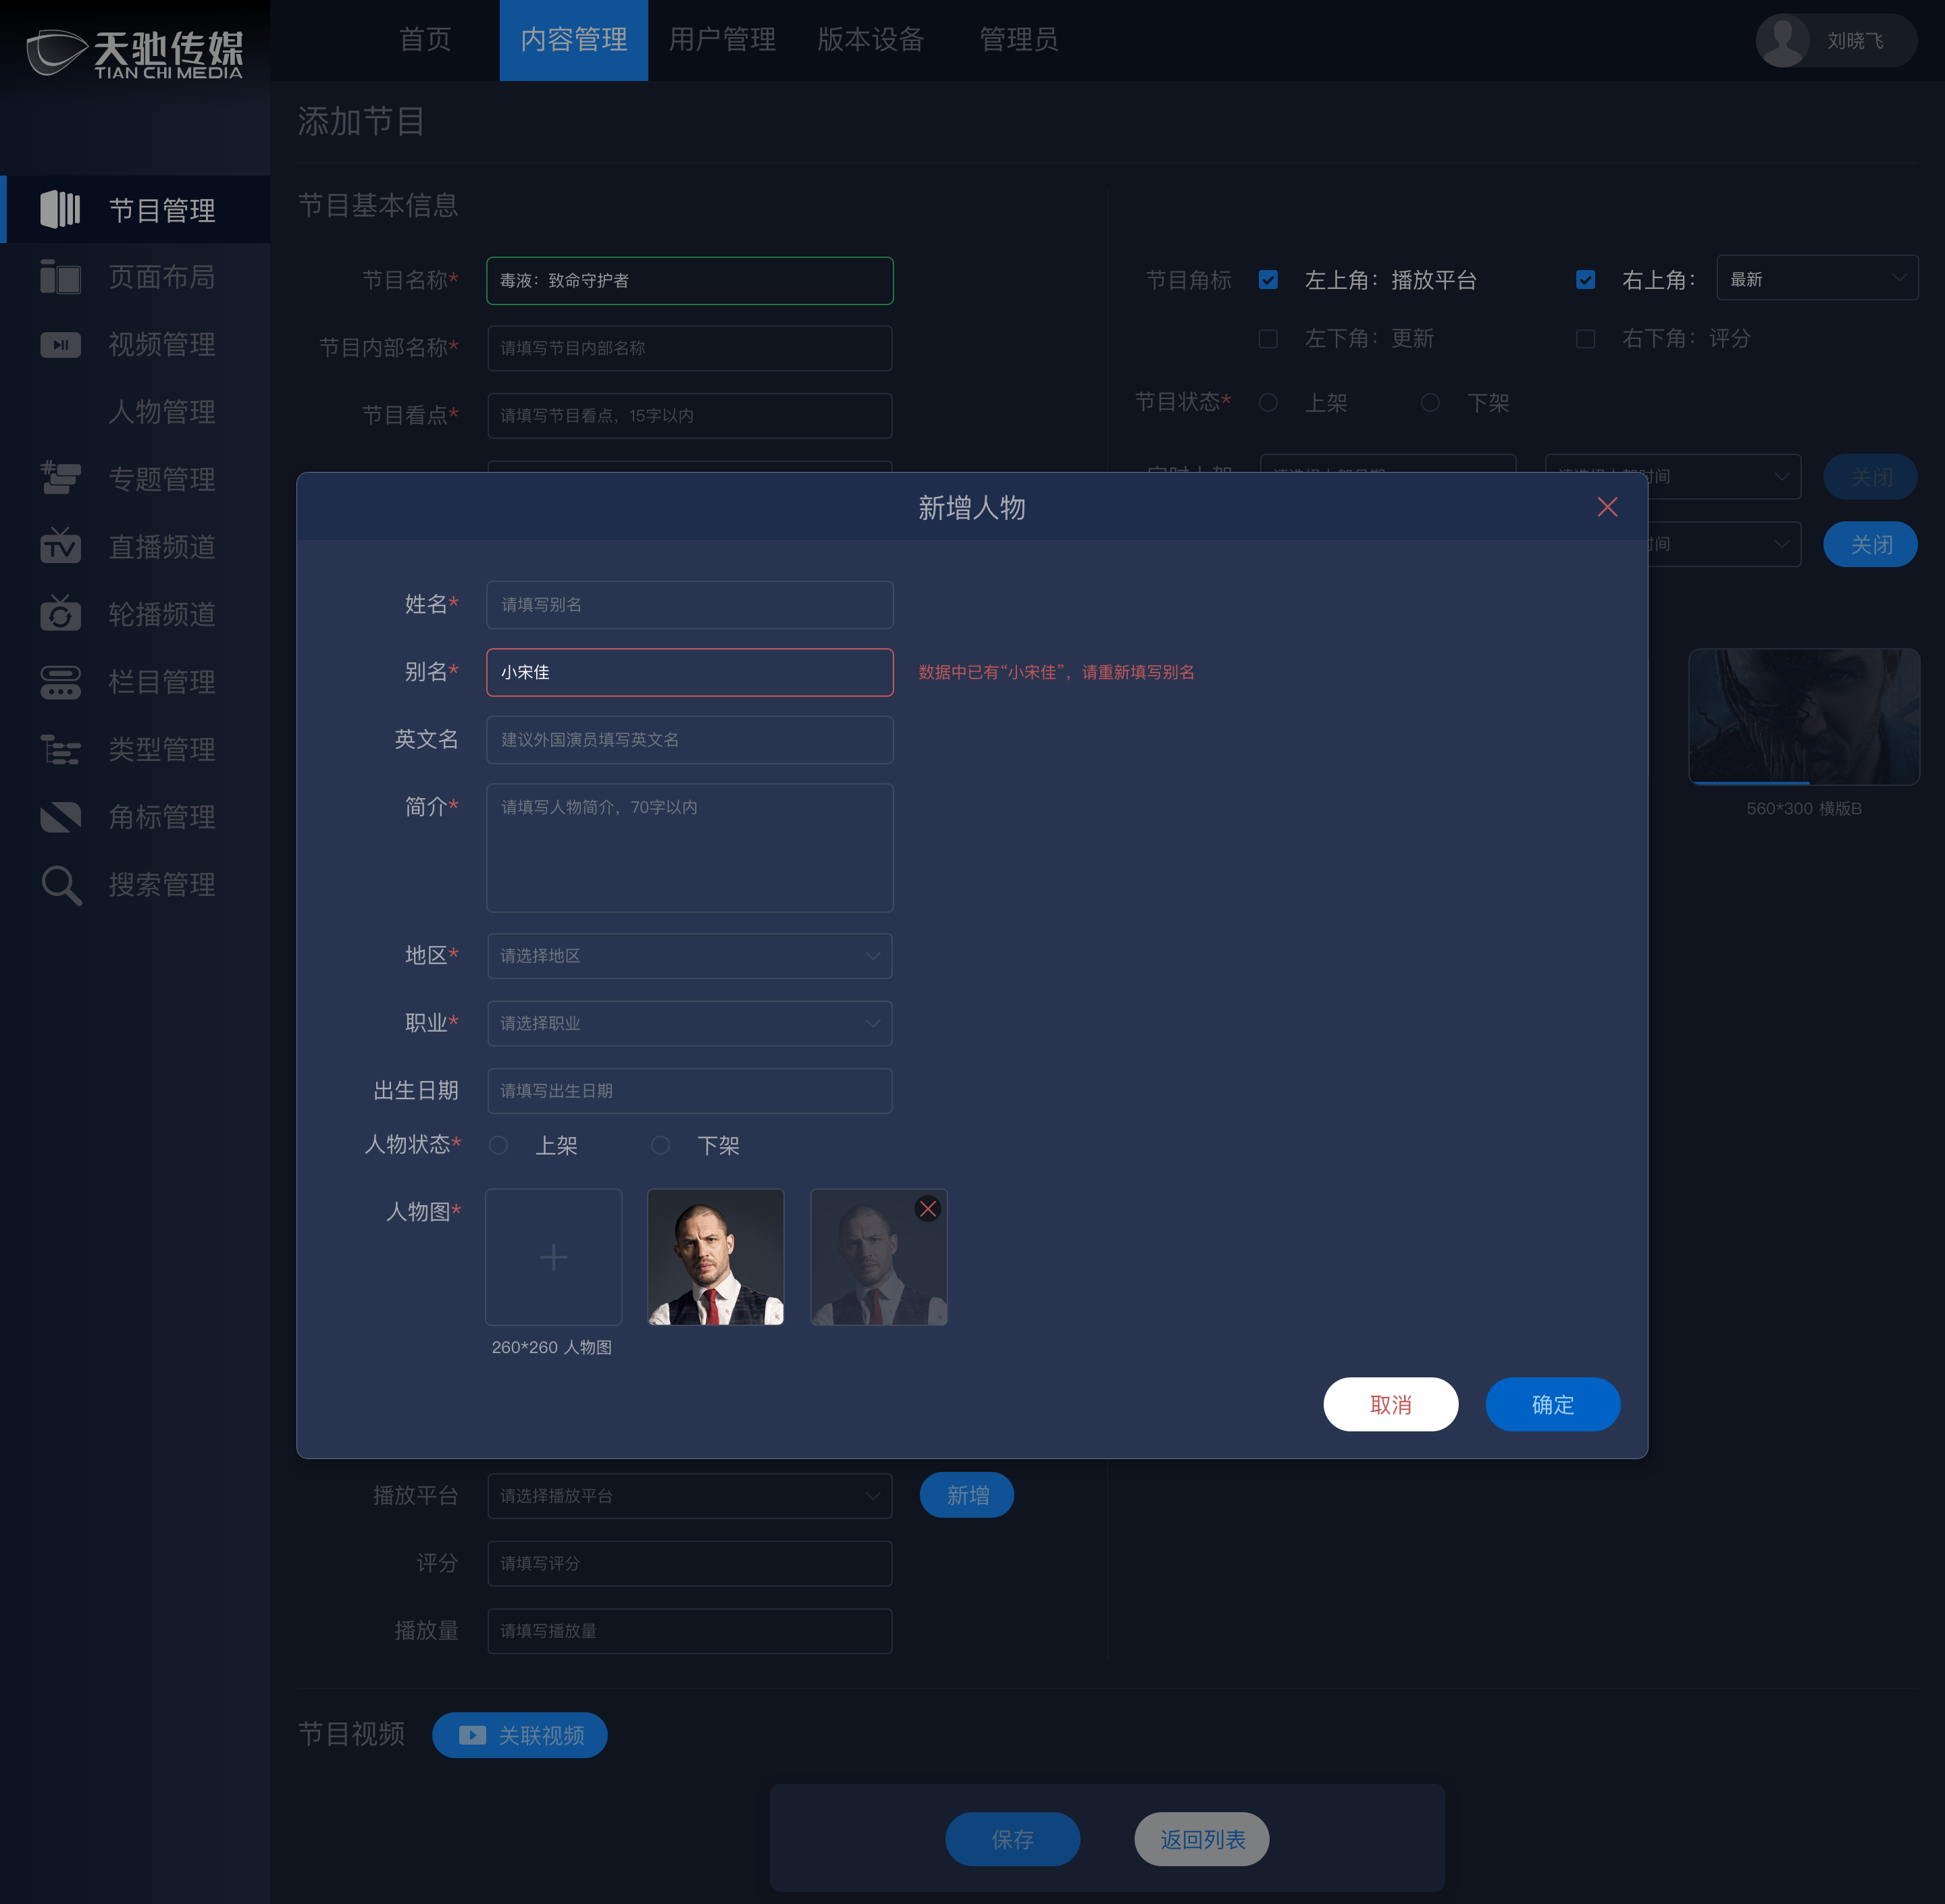 天驰传媒
TIAN CHI MEDIA
首页
内容管理
用户管理
版本设备
管理员
刘晓飞
节目管理
页面布局
视频管理
人物管理
专题管理
TV
直播频道
轮播频道
栏目管理
类型管理
角标管理
搜索管理
添加节目
节目基本信息
节目名称*
毒液：致命守护者
节目内部名称*
请填写节目内部名称
节目看点*
请填写节目看点，15字以内
节目角标
左上角：播放平台
右上角：
最新
左下角：更新
右下角：评分
节目状态*
上架
下架
时间
关闭
时间
关闭
560*300 横版B
新增人物
姓名*
请填写别名
别名*
小宋佳
数据中已有“小宋佳”，请重新填写别名
英文名
建议外国演员填写英文名
简介*
请填写人物简介，70字以内
地区*
请选择地区
职业*
请选择职业
出生日期
请填写出生日期
人物状态*
上架
下架
人物图*
260*260 人物图
取消
确定
播放平台
请选择播放平台
新增
评分
请填写评分
播放量
请填写播放量
节目视频
关联视频
保存
返回列表